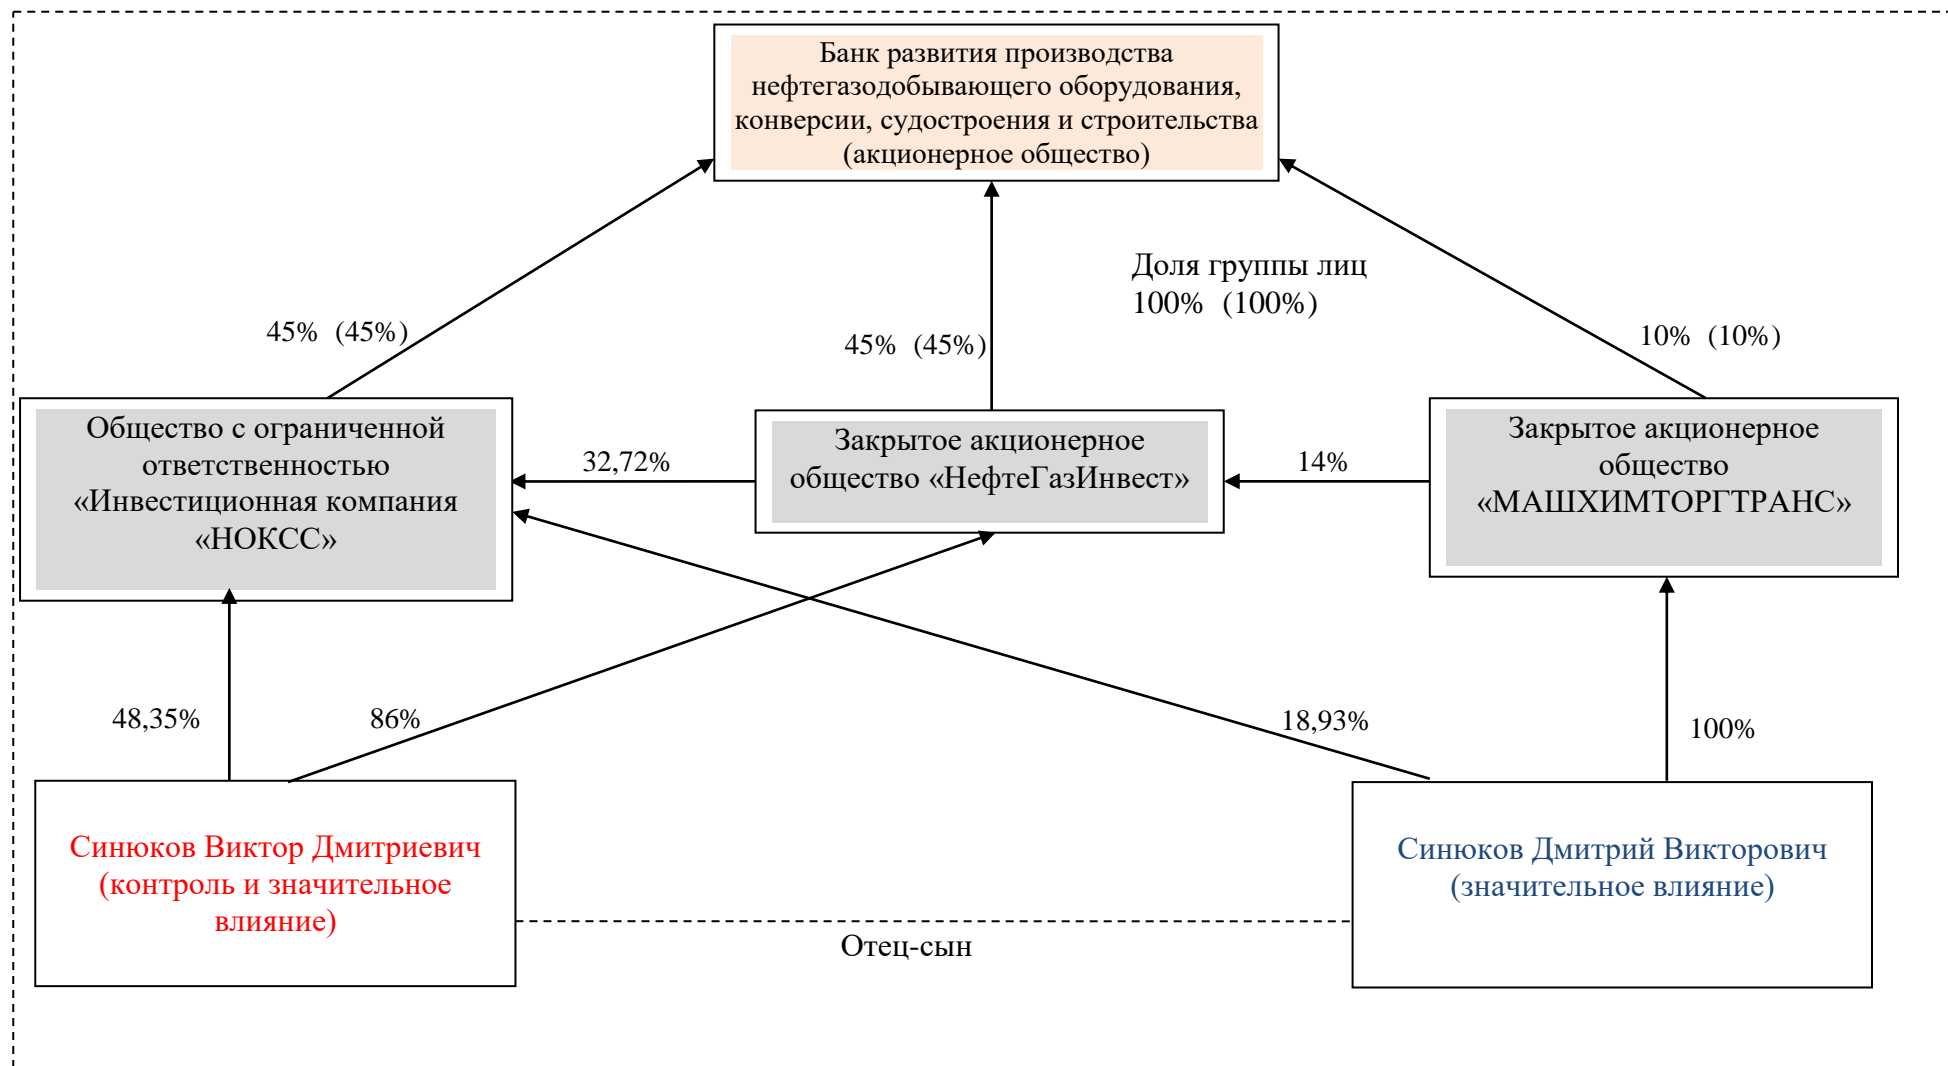 Банк развития производства
нефтегазодобывающего оборудования,
конверсии, судостроения и строительства
(акционерное общество)
Доля группы лиц
100%  (100%)
45%  (45%)
45%  (45%)
10%  (10%)
Общество с ограниченной
ответственностью
«Инвестиционная компания
«НОКСС»
32,72%
Закрытое акционерное
общество «НефтеГазИнвест»
14%
Закрытое акционерное
общество
«МАШХИМТОРГТРАНС»
48,35%
86%
18,93%
100%
Синюков Виктор Дмитриевич
(контроль и значительное
влияние)
Отец-сын
Синюков Дмитрий Викторович
(значительное влияние)